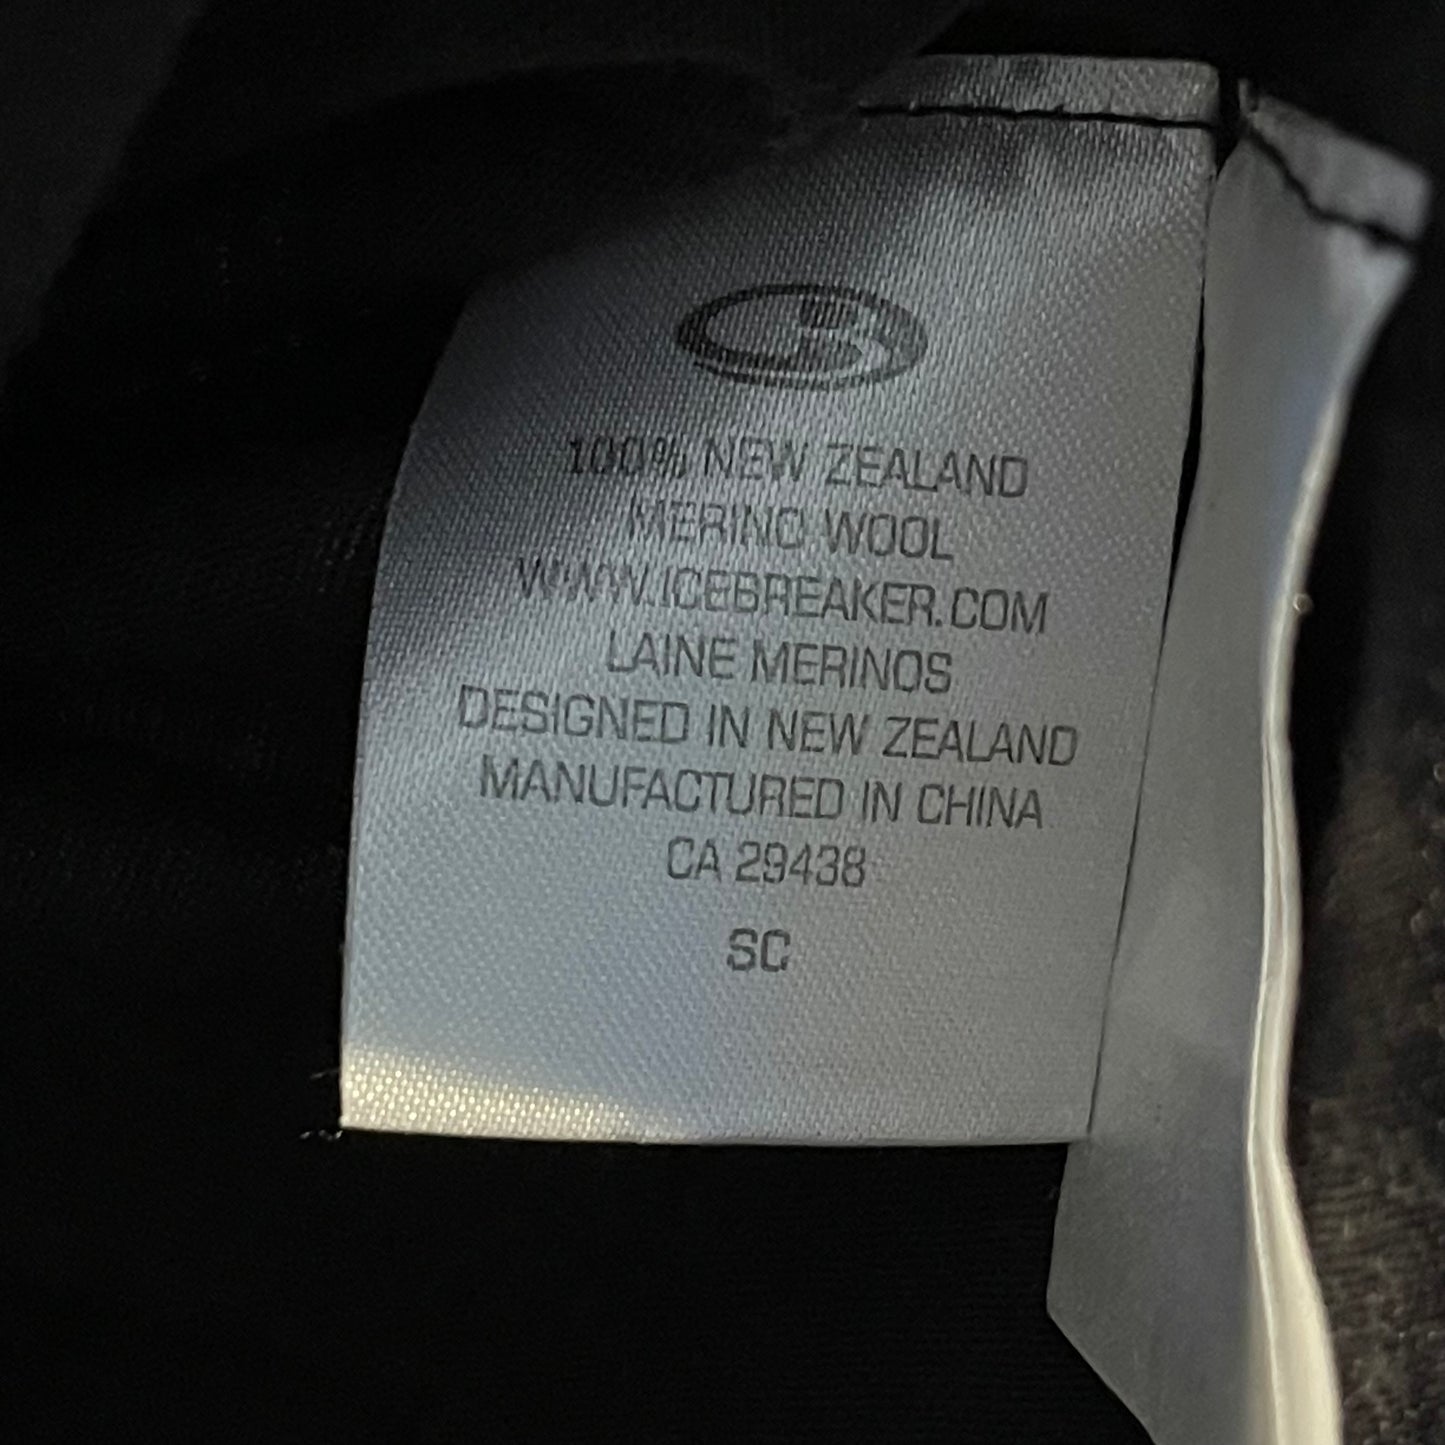 100% NEW ZEALAND
MERINO WOOL
WWW.ICEBREAKER.COM
LAINE MERINOS
DESIGNED IN NEW ZEALAND
MANUFACTURED IN CHINA
CA 29438
SC